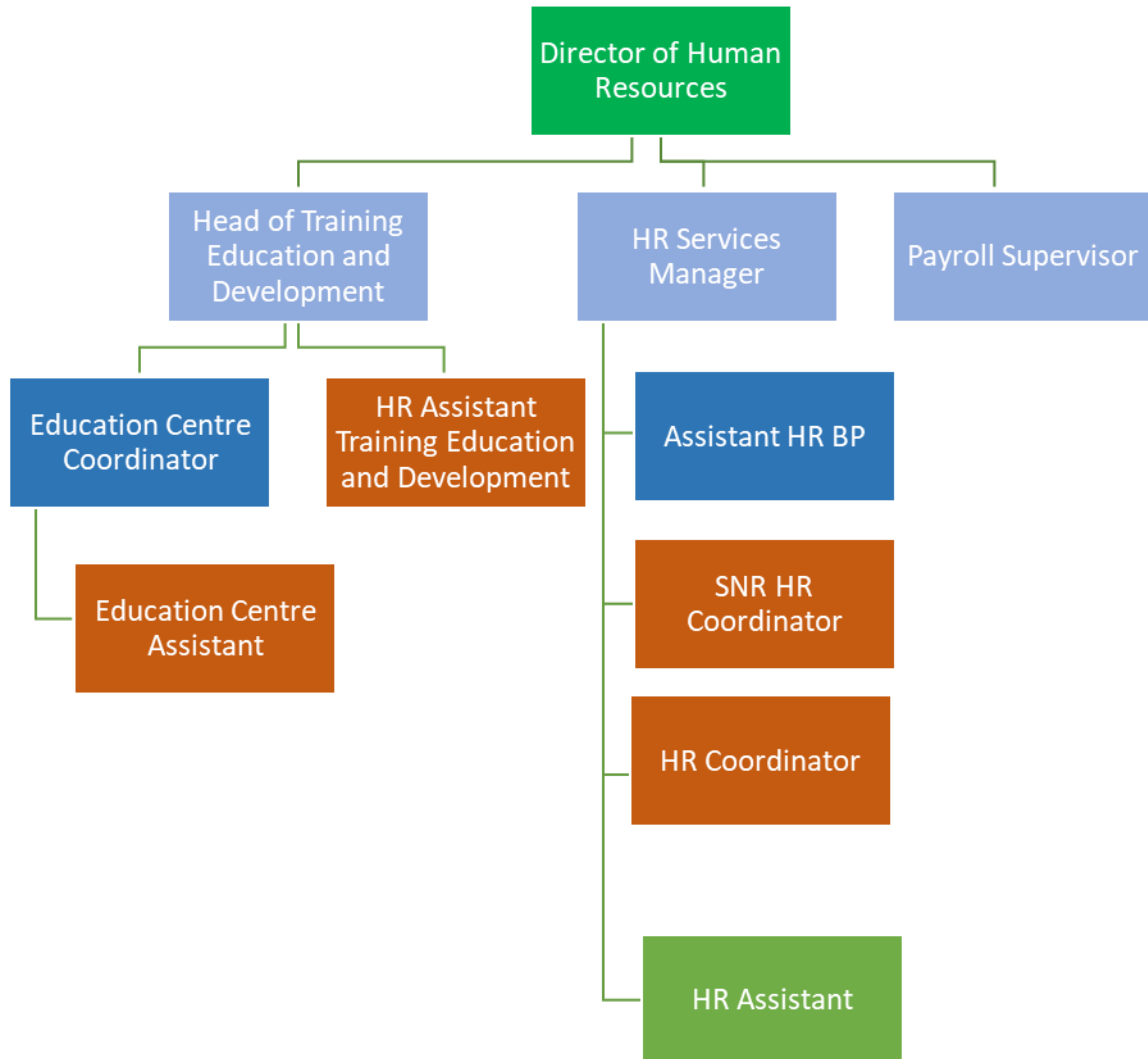 Director of Human
Resources
Head of Training
Education and
Development
HR Services
Manager
Payroll Supervisor
Education Centre
Coordinator
HR Assistant
Training Education
and Development
Assistant HR BP
Education Centre
Assistant
SNR HR
Coordinator
HR Coordinator
HR Assistant